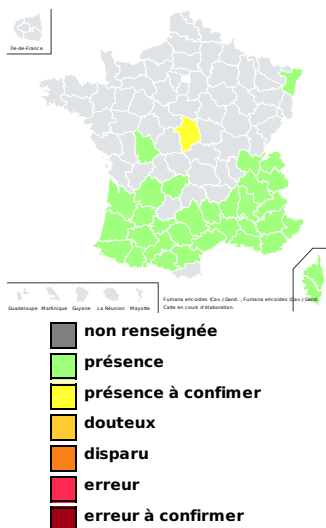 Île-de-France
Guadeloupe Martinique Guyane La Réunion Mayotte
Fumana ericoides (Cav.) Gand. , Fumana ericoides (Cav.) Gand.
Carte en cours d'élaboration.
non renseignée
présence
présence à confimer
douteux
disparu
erreur
erreur à confirmer